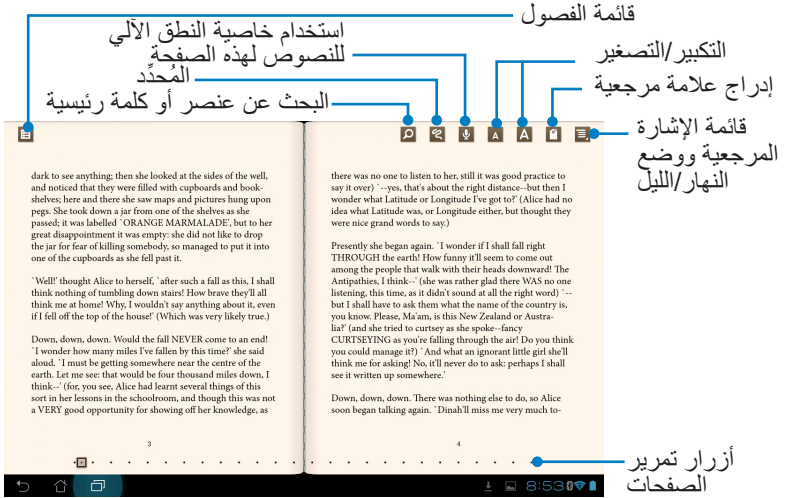 قائمة الفصول
استخدام خاصية النطق الآلي
للنصوص لهذه الصفحة
المُحدِّد
البحث عن عنصر أو كلمة رئيسية
التكبير/التصغير
إدراج علامة مرجعية
قائمة الإشارة
المرجعية ووضع
النهار/الليل
A
A
dark to see anything; then she looked at the sides of the well,
and noticed that they were filled with cupboards and book-
shelves; here and there she saw maps and pictures hung upon
pegs. She took down a jar from one of the shelves as she
passed; it was labelled `ORANGE MARMALADE', but to her
great disappointment it was empty: she did not like to drop
the jar for fear of killing somebody, so managed to put it into
one of the cupboards as she fell past it.
`Well!' thought Alice to herself, `after such a fall as this, I shall
think nothing of tumbling down stairs! How brave they'll all
think me at home! Why, I wouldn't say anything about it, even
if I fell off the top of the house!' (Which was very likely true.)
Down, down, down. Would the fall NEVER come to an end!
`I wonder how many miles I've fallen by this time?' she said
aloud. `I must be getting somewhere near the centre of the
earth. Let me see: that would be four thousand miles down, I
think--' (for, you see, Alice had learnt several things of this
sort in her lessons in the schoolroom, and though this was not
a VERY good opportunity for showing off her knowledge, as
3
there was no one to listen to her, still it was good practice to
say it over) `--yes, that's about the right distance--but then I
wonder what Latitude or Longitude I've got to?' (Alice had no
idea what Latitude was, or Longitude either, but thought they
were nice grand words to say.)
Presently she began again. `I wonder if I shall fall right
THROUGH the earth! How funny it'll seem to come out
among the people that walk with their heads downward! The
Antipathies, I think--' (she was rather glad there WAS no one
listening, this time, as it didn't sound at all the right word) `--
but I shall have to ask them what the name of the country is,
you know. Please, Ma'am, is this New Zealand or Austra-
lia?' (and she tried to curtsey as she spoke--fancy
CURTSEYING as you're falling through the air! Do you think
you could manage it?) `And what an ignorant little girl she'll
think me for asking! No, it'll never do to ask: perhaps I shall
see it written up somewhere.'
Down, down, down. There was nothing else to do, so Alice
soon began talking again. `Dinah'll miss me very much to-
4
أزرار تمرير
الصفحات
8:53